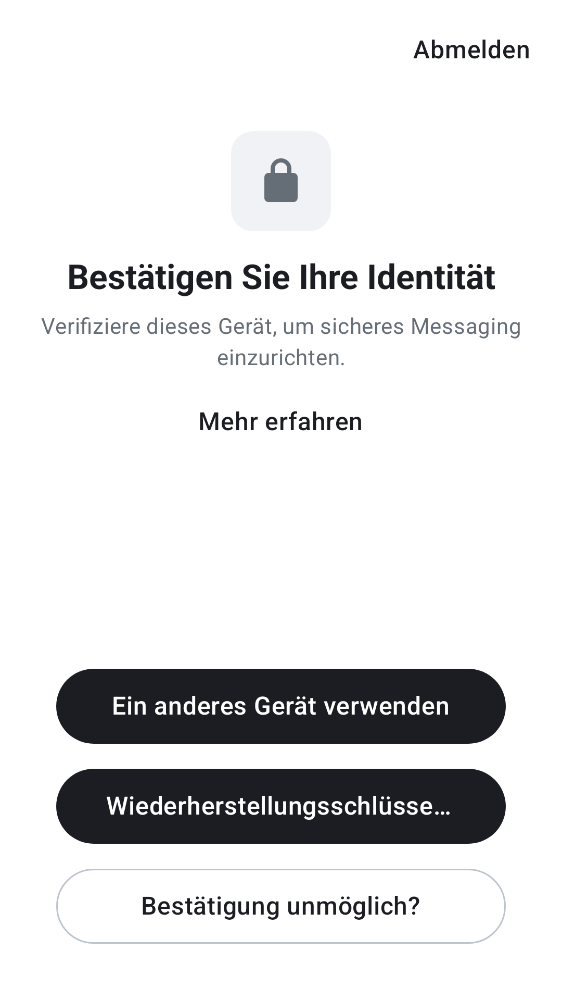 Abmelden
Bestätigen Sie Ihre Identität
Verifiziere dieses Gerät, um sicheres Messaging
einzurichten.
Mehr erfahren
Ein anderes Gerät verwenden
Wiederherstellungsschlüsse…
Bestätigung unmöglich?